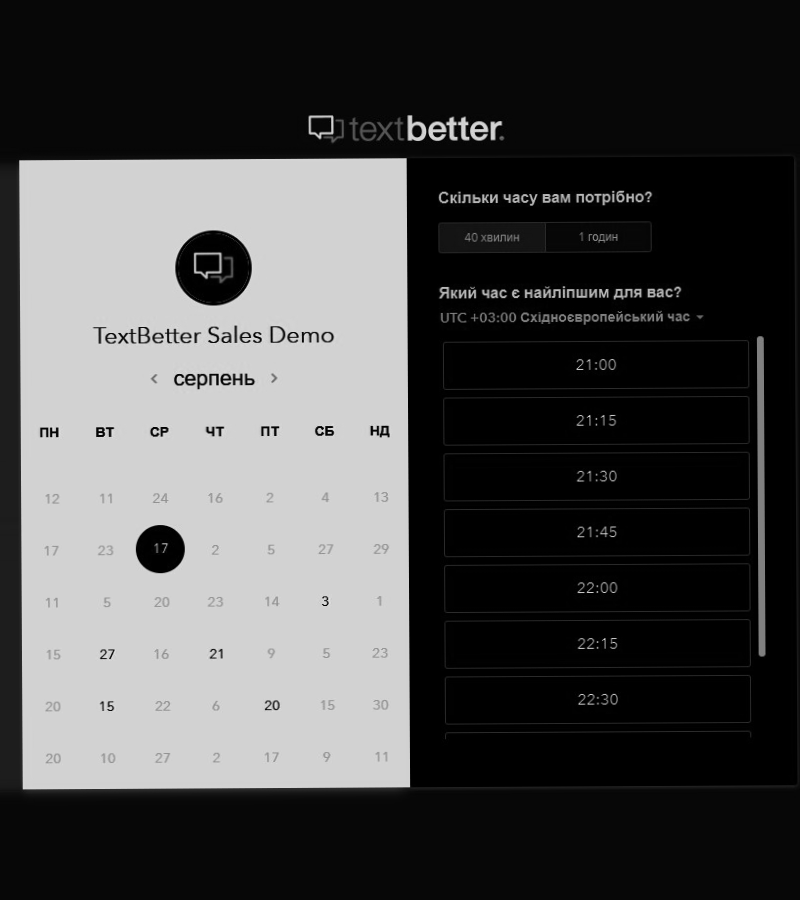 textbetter.
TextBetter Sales Demo
серпень
ПН ВТ СР ЧТ ПТ СБ НД
12 11 24 16 2 4 13
17 23 17 2 5 27 29
11 5 20 23 14 3 1
15 27 16 21 9 5 23
20 15 22 6 20 15 30
20 10 27 2 17 9 11
Скільки часу вам потрібно?
40 хвилин 1 годин
Який час є найліпшим для вас?
UTC +03:00 Східноєвропейський час
21:00
21:15
21:30
21:45
22:00
22:15
22:30